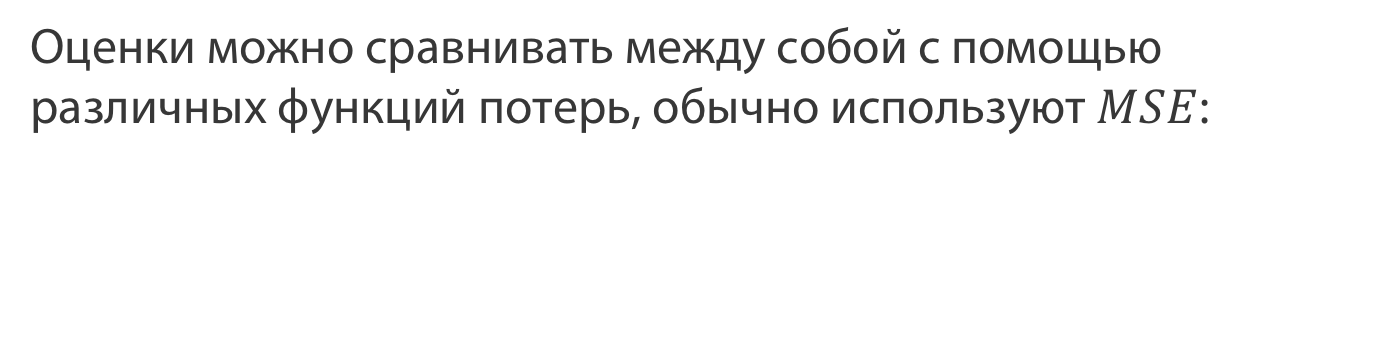 Оценки можно сравнивать между собой с помощью
различных функций потерь, обычно используют MSE: